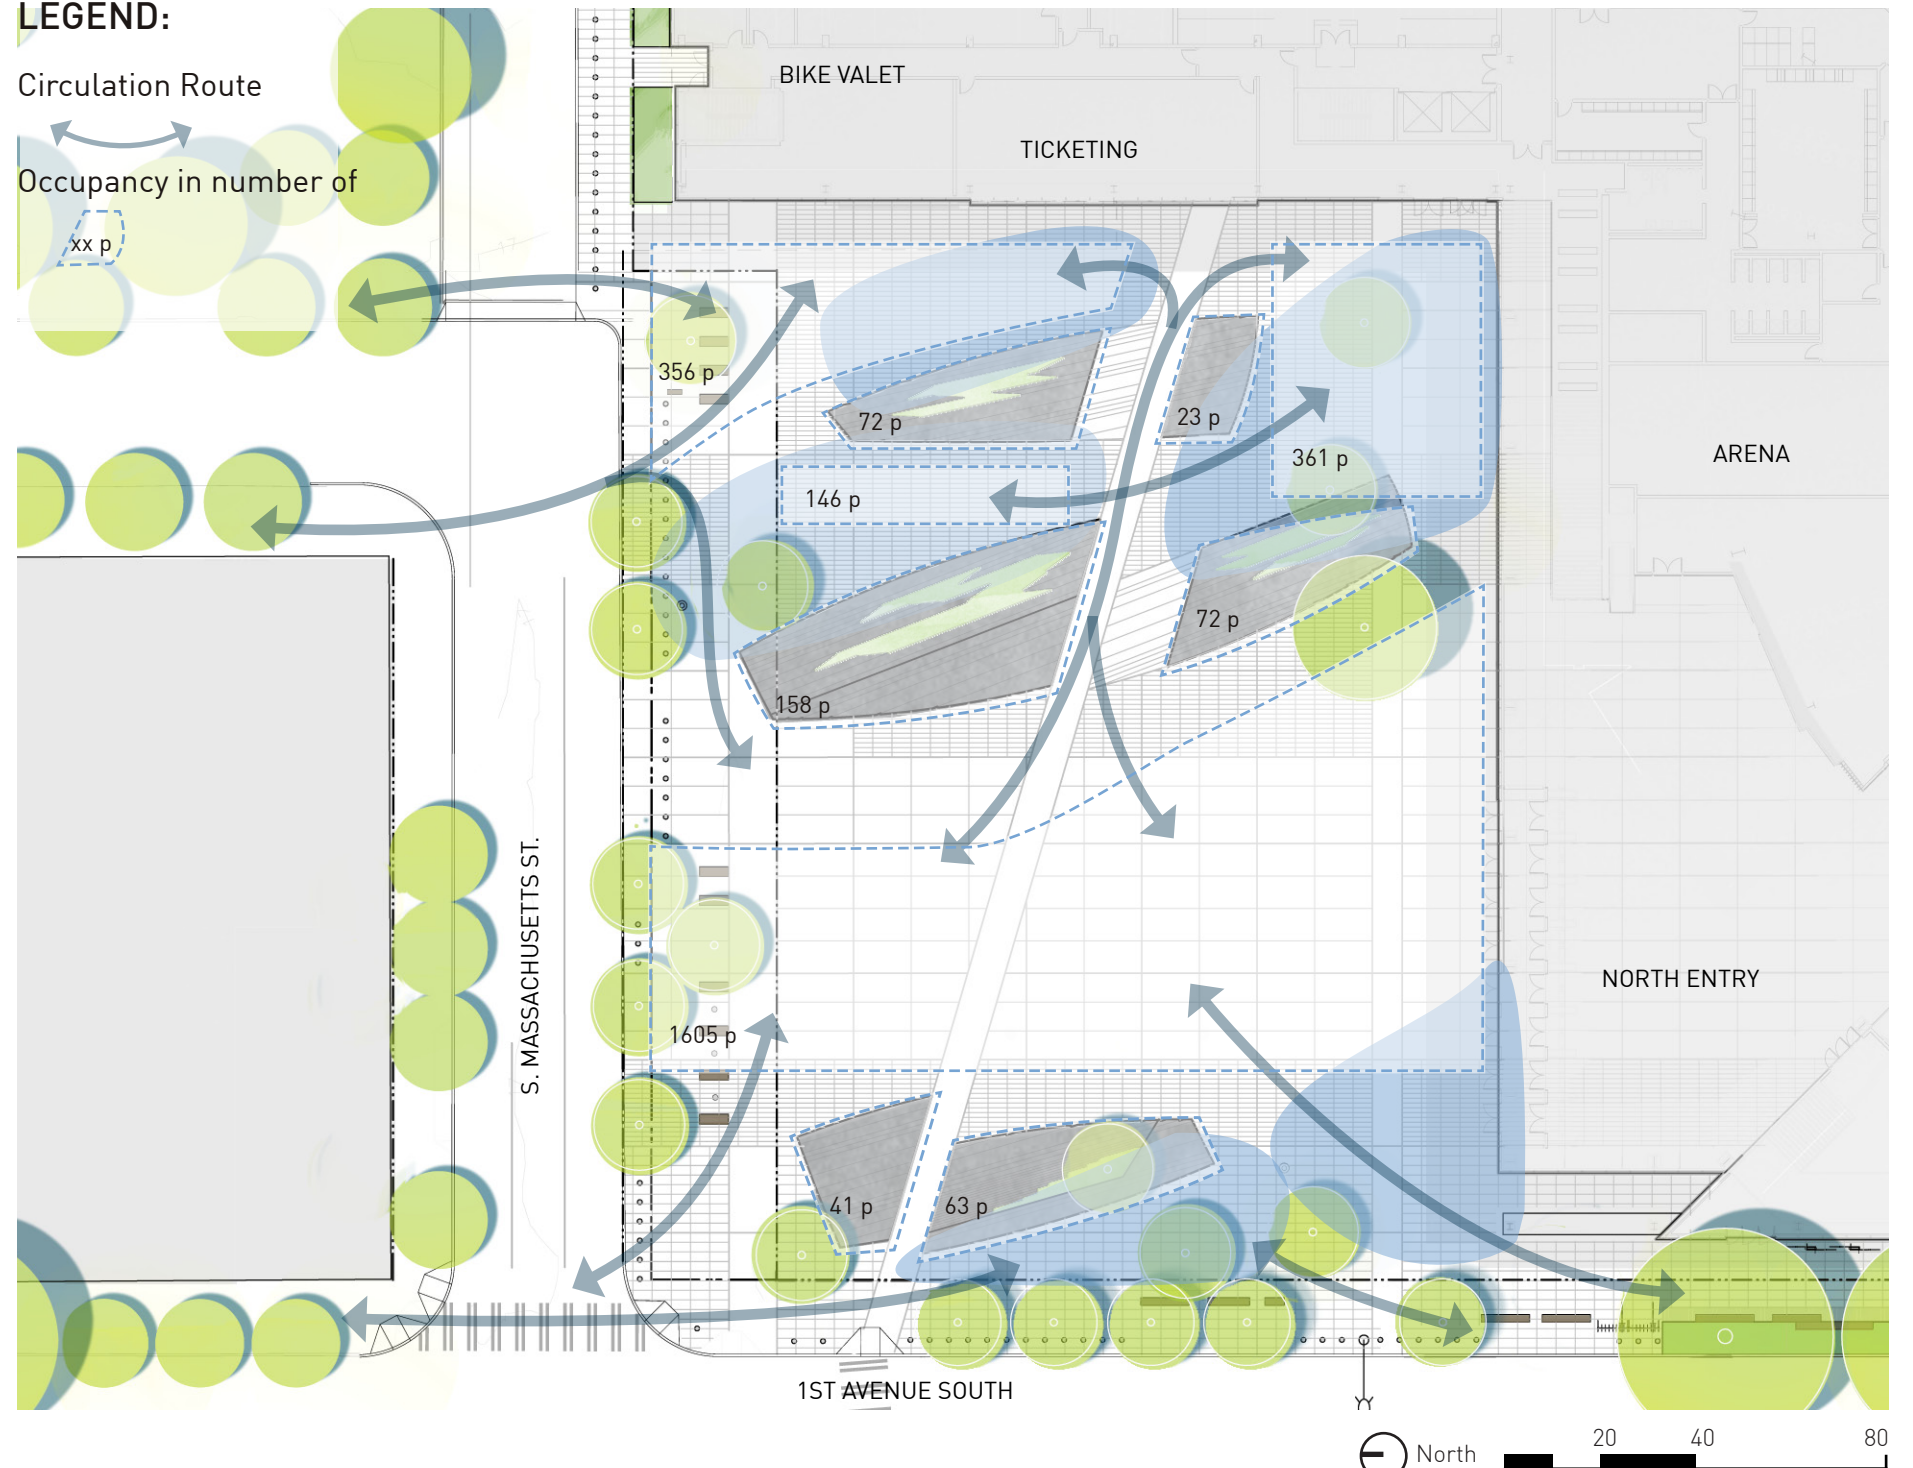 LEGEND:
Circulation Route
Occupancy in number of
xx p
BIKE VALET
TICKETING
356 p
72 p
23 p
361 p
146 p
ARENA
72 p
158 p
S. MASSACHUSETTS ST.
NORTH ENTRY
1605 p
41 p
63 p
1ST AVENUE SOUTH
North
20
40
80